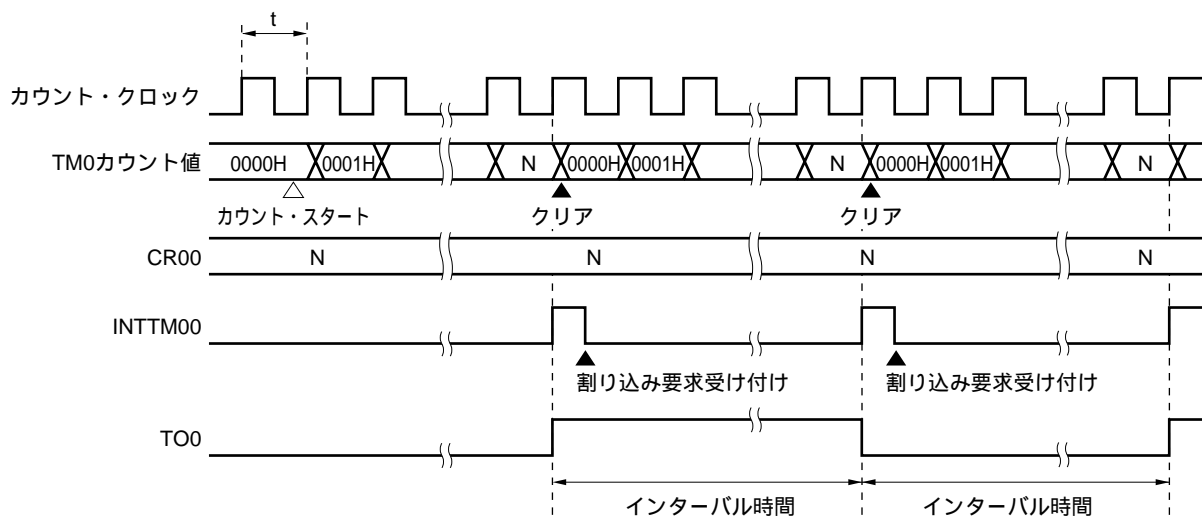 t
カウント・クロック
TM0カウント値 0000H 0001H N 0000H 0001H N 0000H 0001H N
カウント・スタート クリア クリア
CR00 N N N N
INTTM00
割り込み要求受け付け 割り込み要求受け付け
TO0
インターバル時間 インターバル時間